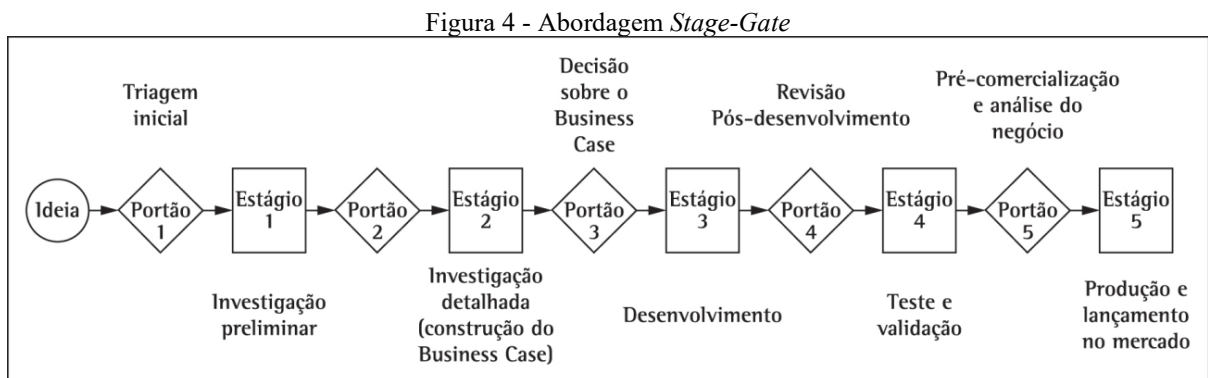 Figura 4 - Abordagem Stage-Gate
Triagem
inicial
Decisão
sobre o
Business
Case
Revisão
Pós-desenvolvimento
Pré-comercialização
e análise do
negócio
Ideia
Portão
1
Estágio
1
Portão
2
Estágio
2
Portão
3
Estágio
3
Portão
4
Estágio
4
Portão
5
Estágio
5
Investigação
preliminar
Investigação
detalhada
(construção do
Business Case)
Desenvolvimento
Teste e
validação
Produção e
lançamento
no mercado